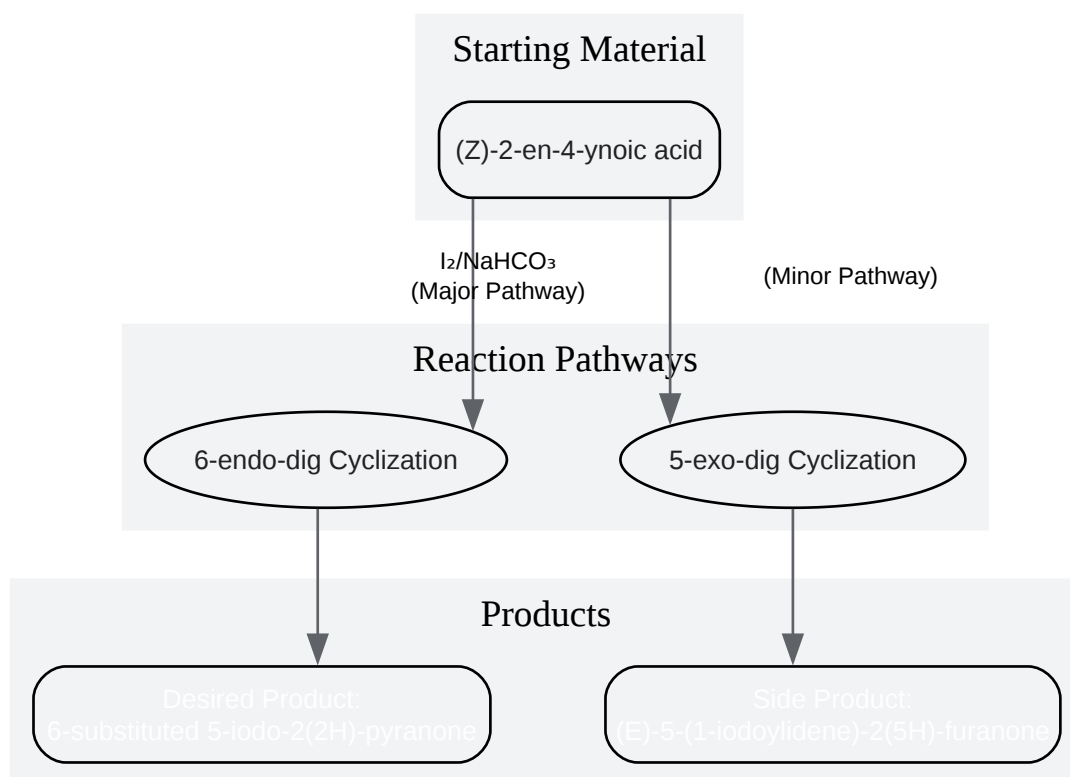 Starting Material
(Z)-2-en-4-ynoic acid
I₂/NaHCO₃
(Major Pathway)
(Minor Pathway)
Reaction Pathways
6-endo-dig Cyclization
5-exo-dig Cyclization
Products
Desired Product:
6-substituted 5-iodo-2(2H)-pyranone
Side Product:
(E)-5-(1-iodoylidene)-2(5H)-furanone